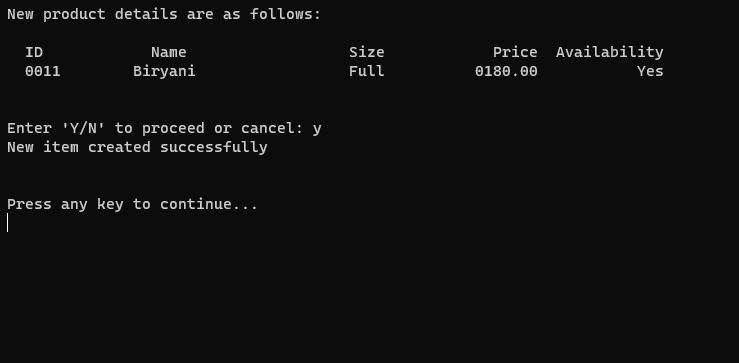 New product details are as follows:
ID Name Size Price Availability
0011 Biryani Full 0180.00 Yes
Enter 'Y/N' to proceed or cancel: y
New item created successfully
Press any key to continue...